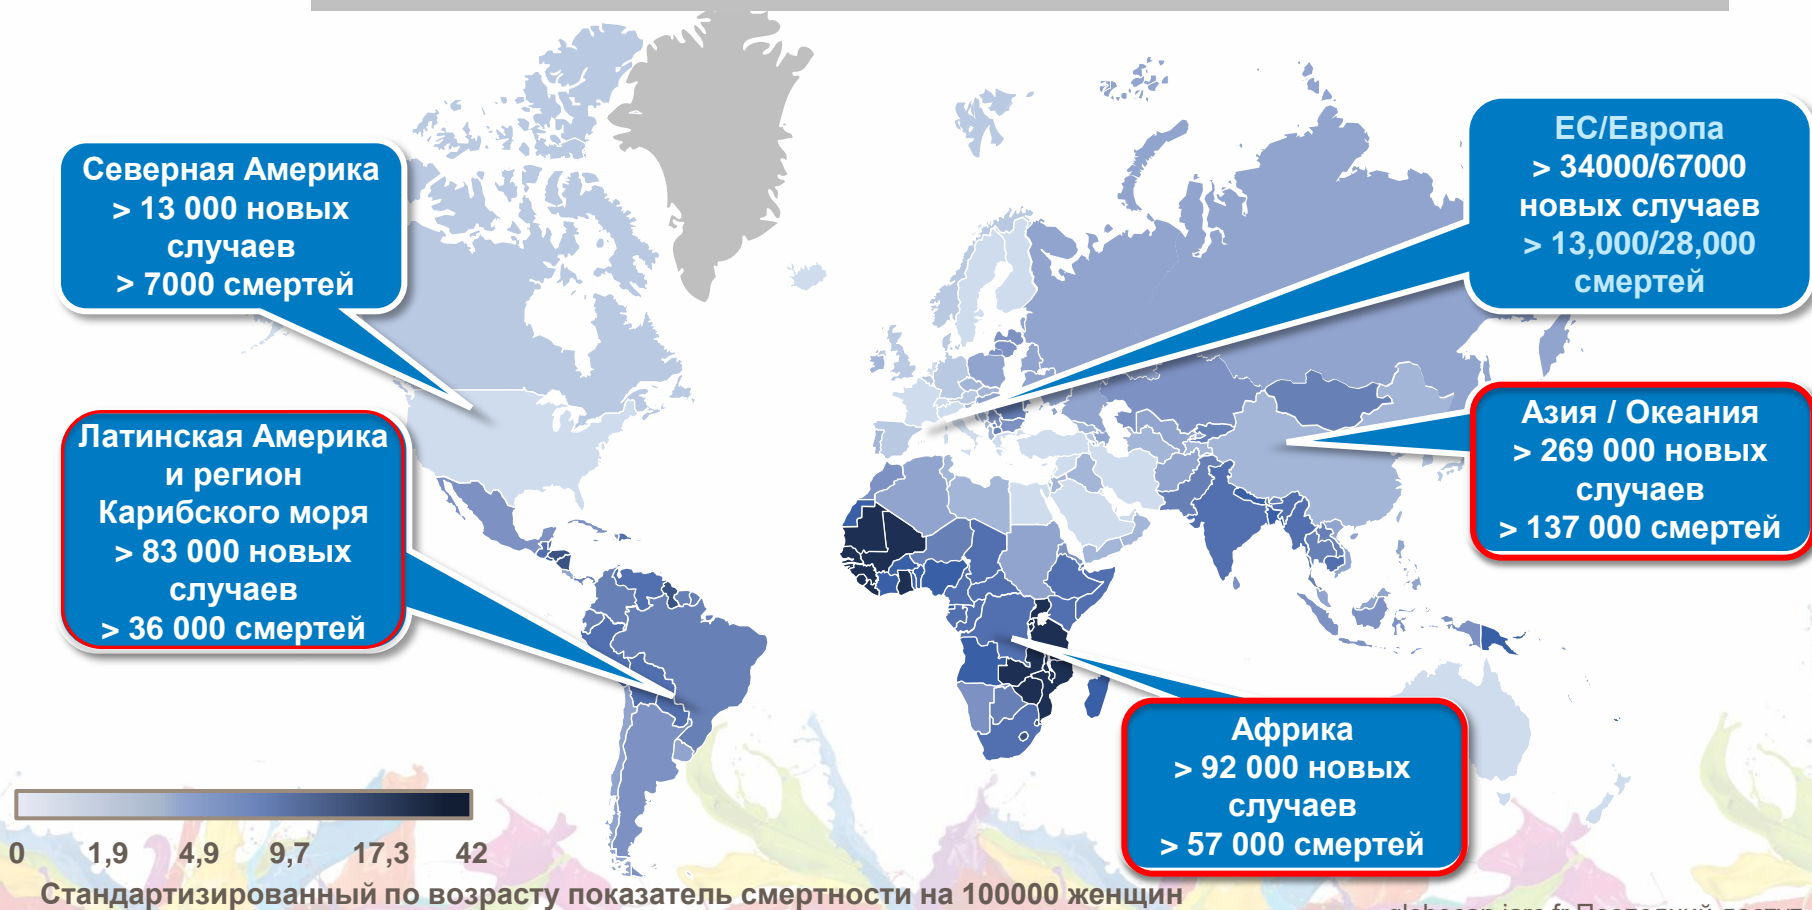 Северная Америка
> 13 000 новых
случаев
> 7000 смертей
ЕС/Европа
> 34000/67000
новых случаев
> 13,000/28,000
смертей
Латинская Америка
и регион
Карибского моря
> 83 000 новых
случаев
> 36 000 смертей
Азия / Океания
> 269 000 новых
случаев
> 137 000 смертей
Африка
> 92 000 новых
случаев
> 57 000 смертей
0 1,9 4,9 9,7 17,3 42
Стандартизированный по возрасту показатель смертности на 100000 женщин